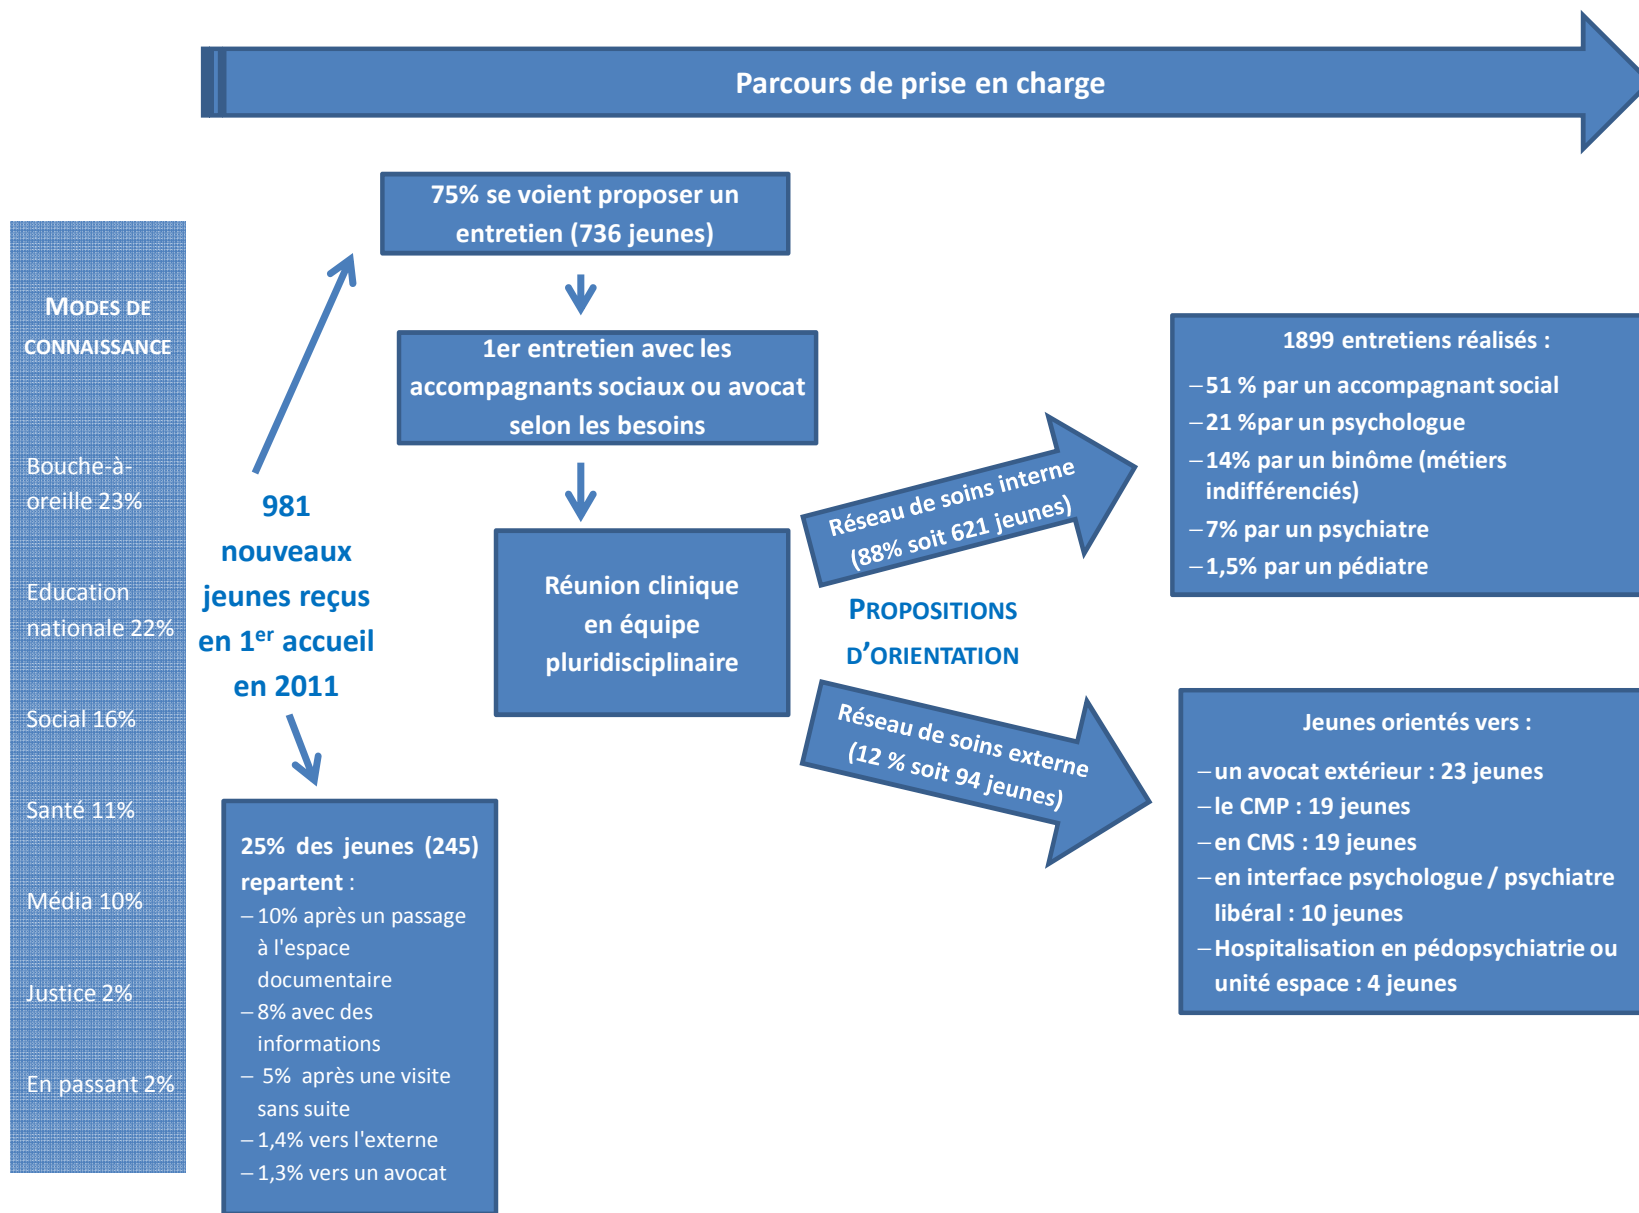 Parcours de prise en charge
MODES DE
CONNAISSANCE
Bouche-à-
oreille 23%
Education
nationale 22%
Social 16%
Santé 11%
Média 10%
Justice 2%
En passant 2%
981
nouveaux
jeunes reçus
en 1er accueil
en 2011
75% se voient proposer un
entretien (736 jeunes)
1er entretien avec les
accompagnants sociaux ou avocat
selon les besoins
Réunion clinique
en équipe
pluridisciplinaire
25% des jeunes (245)
repartent :
– 10% après un passage
à l'espace
documentaire
– 8% avec des
informations
– 5% après une visite
sans suite
– 1,4% vers l'externe
– 1,3% vers un avocat
Réseau de soins interne
(88% soit 621 jeunes)
PROPOSITIONS
D'ORIENTATION
Réseau de soins externe
(12 % soit 94 jeunes)
1899 entretiens réalisés :
– 51 % par un accompagnant social
– 21 %par un psychologue
– 14% par un binôme (métiers
indifférenciés)
– 7% par un psychiatre
– 1,5% par un pédiatre
Jeunes orientés vers :
– un avocat extérieur : 23 jeunes
– le CMP : 19 jeunes
– en CMS : 19 jeunes
– en interface psychologue / psychiatre
libéral : 10 jeunes
– Hospitalisation en pédopsychiatrie ou
unité espace : 4 jeunes